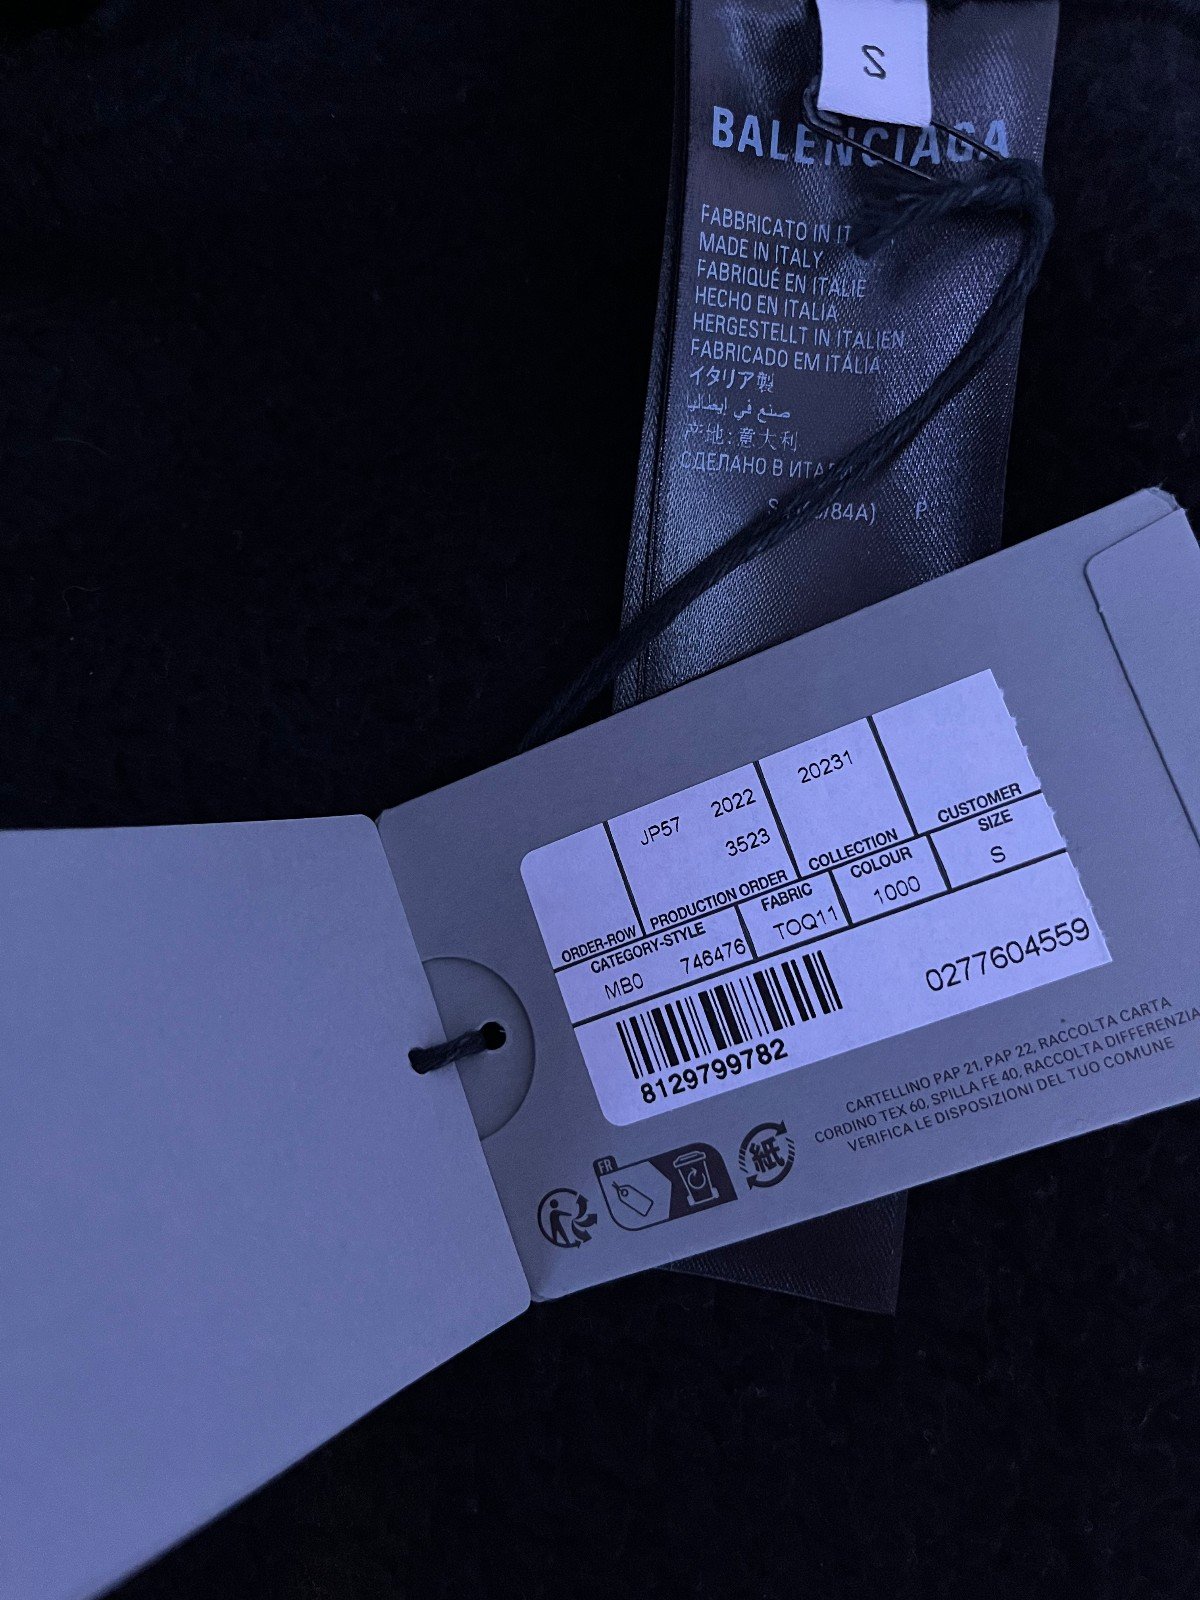 S
BALENCIAGA
FABBRICATO IN IT
MADE IN ITALY
FABRIQUÉ EN ITALIE
HECHO EN ITALIA
HERGESTELLT IN ITALIEN
FABRICADO EM ITÁLIA
イタリア製
صنع في إيطاليا
产地:意大利
СДЕЛАНО В ИТА
S /84A) P
JP57 2022 20231
3523
ORDER-ROW PRODUCTION ORDER COLLECTION CUSTOMER
CATEGORY-STYLE FABRIC COLOUR SIZE
MB0 746476 TOQ11 1000 S
8129799782 0277604559
CARTELLINO PAP 21, PAP 22, RACCOLTA CARTA
CORDINO TEX 60, SPILLA FE 40, RACCOLTA DIFFERENZIA
VERIFICA LE DISPOSIZIONI DEL TUO COMUNE
FR
紙